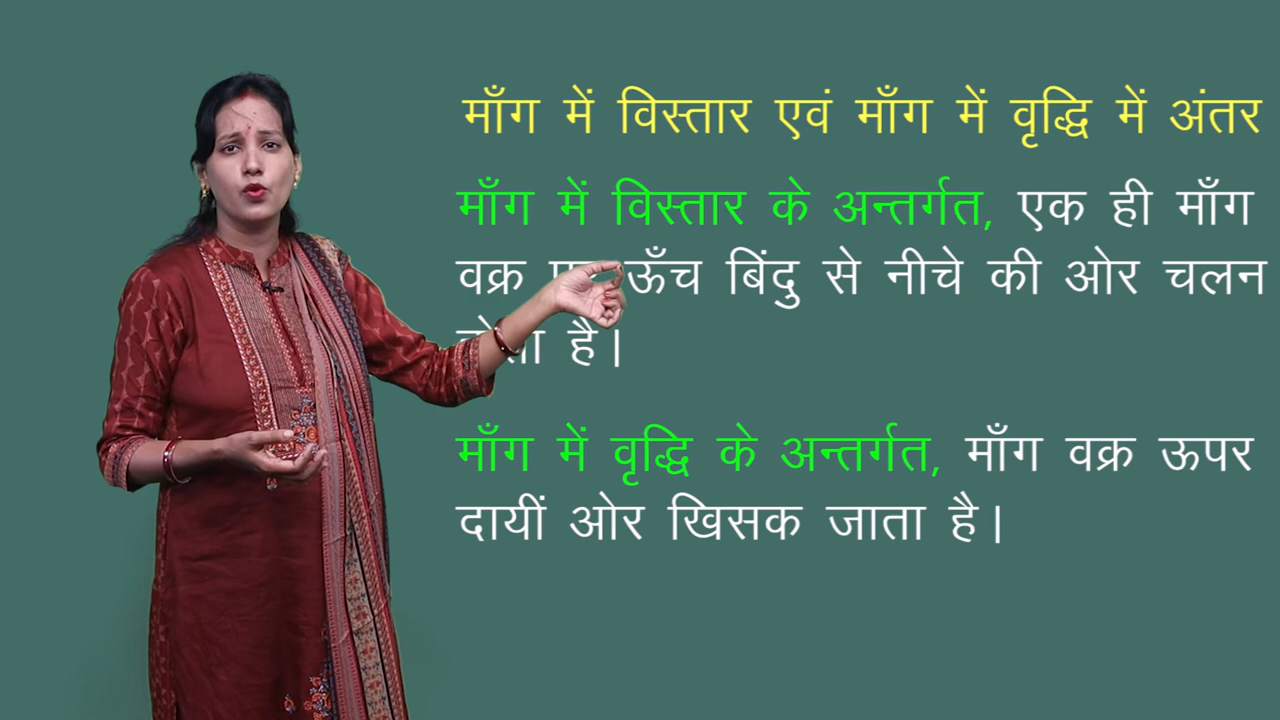 माँग में विस्तार एवं माँग में वृद्धि में अंतर
माँग में विस्तार के अन्तर्गत, एक ही माँग
वक्र ऊँच बिंदु से नीचे की ओर चलन
है।
माँग में वृद्धि के अन्तर्गत, माँग वक्र ऊपर
दायीं ओर खिसक जाता है।